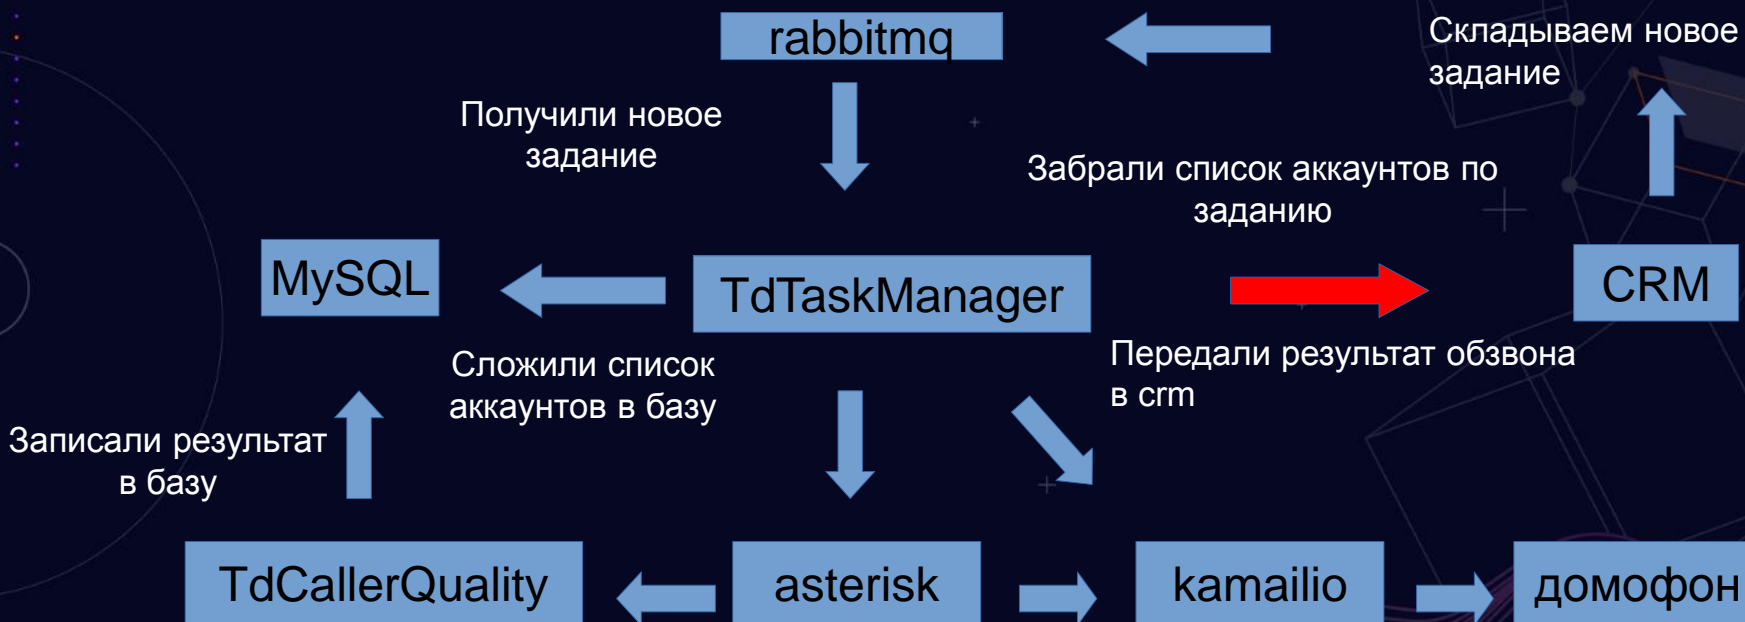 rabbitmq
Складываем новое
задание
Получили новое
задание
Забрали список аккаунтов по
заданию
MySQL
TdTaskManager
CRM
Сложили список
аккаунтов в базу
Передали результат обзвона
в crm
Записали результат
в базу
TdCallerQuality
asterisk
kamailio
домофон